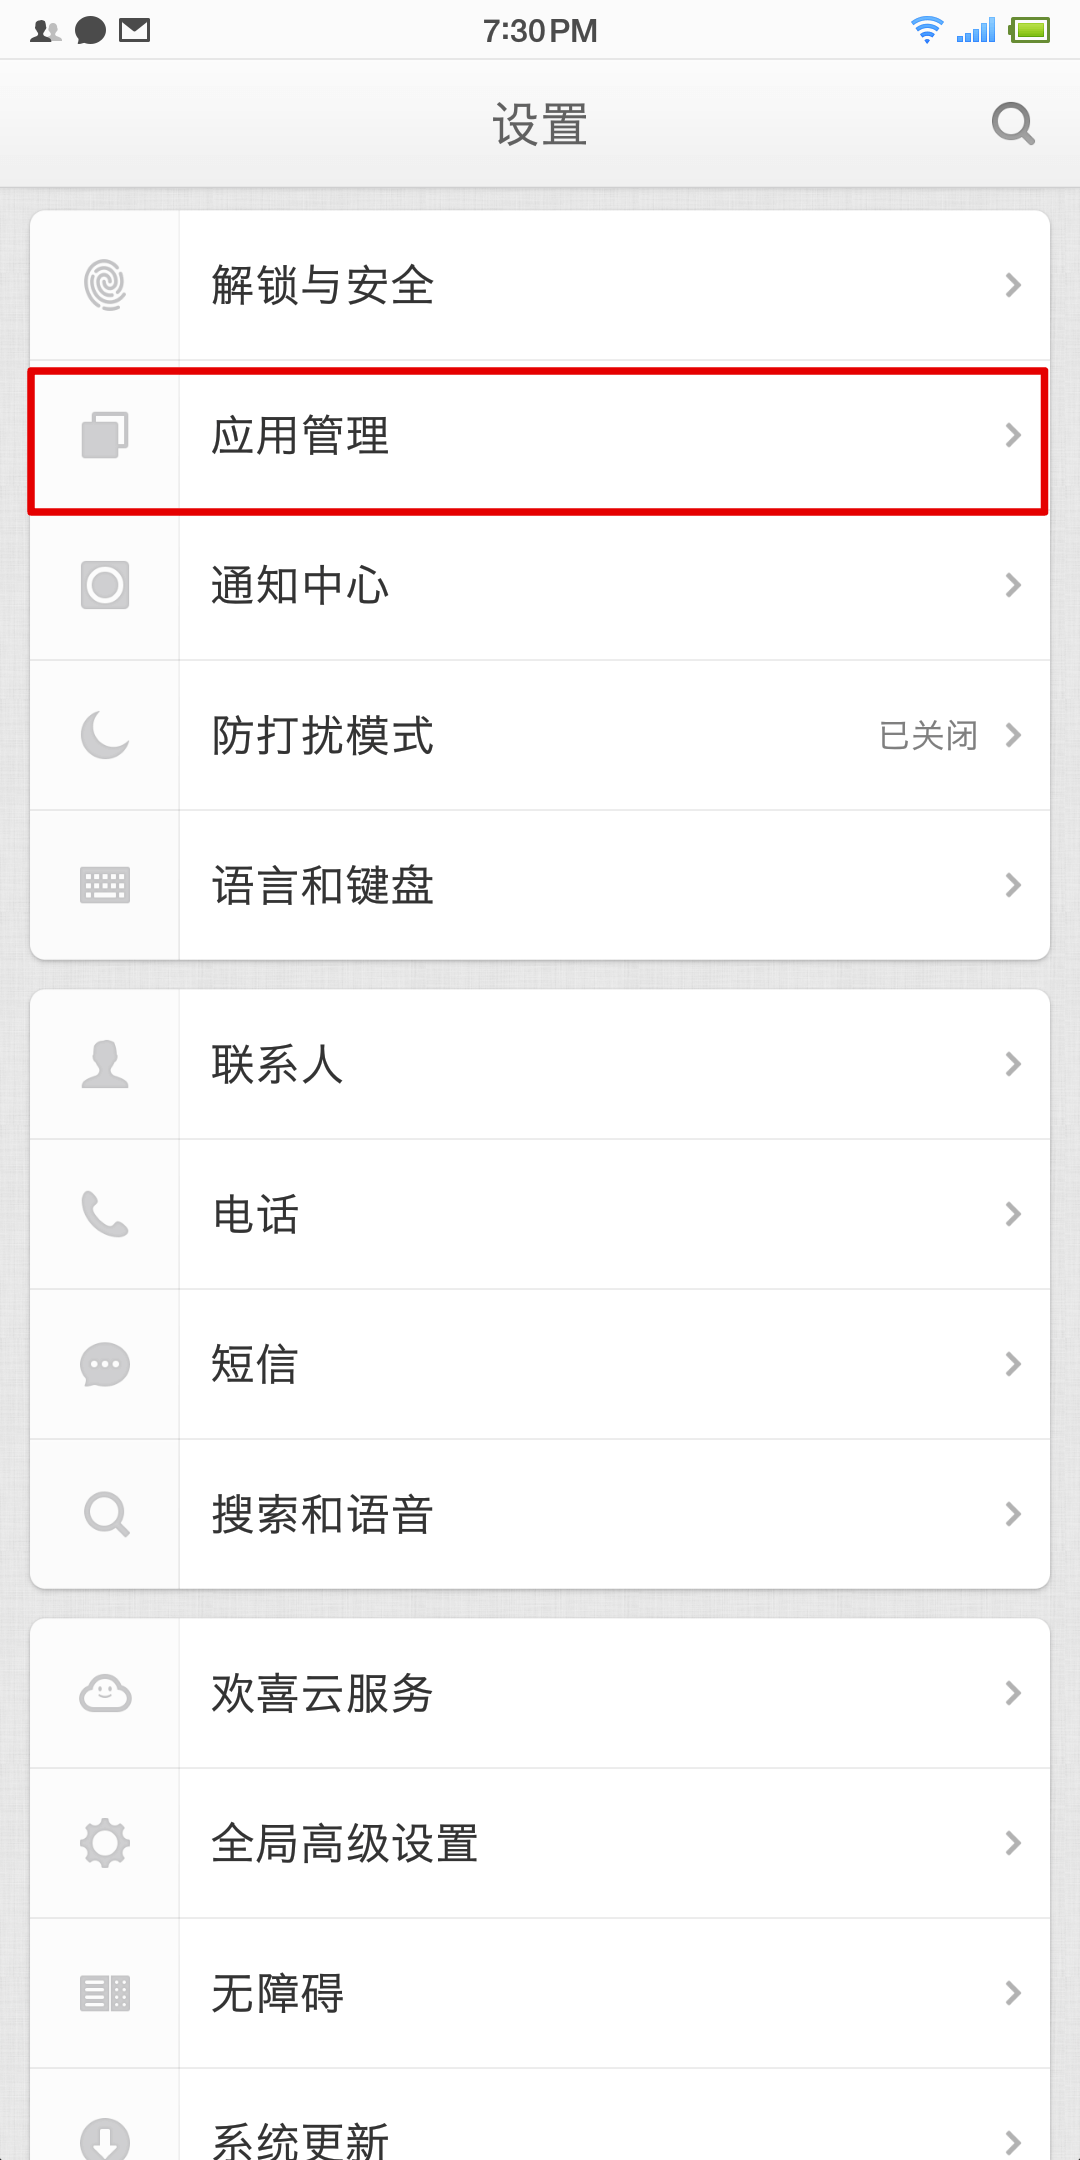 7:30 PM
设置
解锁与安全
应用管理
通知中心
防打扰模式 已关闭
语言和键盘
联系人
电话
短信
搜索和语音
欢喜云服务
全局高级设置
无障碍
系统更新